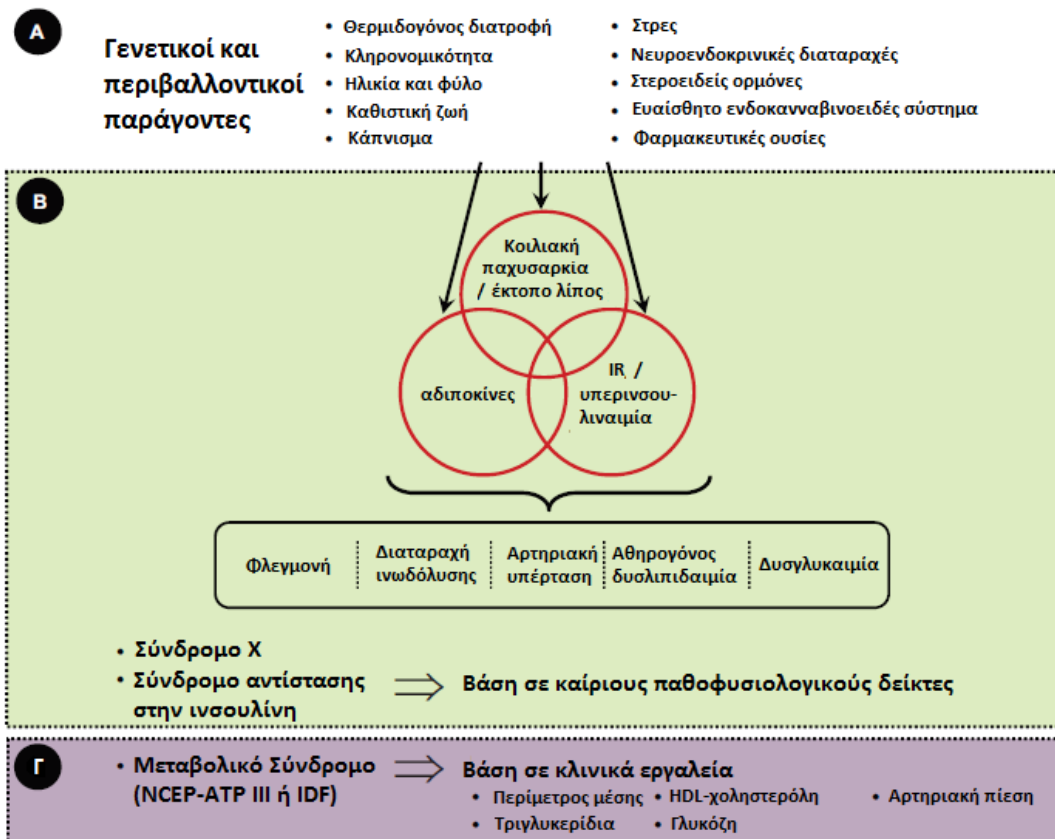 Α
Γενετικοί και
περιβαλλοντικοί
παράγοντες
• Θερμιδογόνος διατροφή
• Κληρονομικότητα
• Ηλικία και φύλο
• Καθιστική ζωή
• Κάπνισμα
• Στρες
• Νευροενδοκρινικές διαταραχές
• Στεροειδείς ορμόνες
• Ευαίσθητο ενδοκανναβινοειδές σύστημα
• Φαρμακευτικές ουσίες
Β
Κοιλιακή
παχυσαρκία
/ έκτοπο λίπος
αδιποκίνες
IR /
υπερινσου-
λιναιμία
Φλεγμονή
Διαταραχή
ινωδόλυσης
Αρτηριακή
υπέρταση
Αθηρογόνος
δυσλιπιδαιμία
Δυσγλυκαιμία
• Σύνδρομο Χ
• Σύνδρομο αντίστασης
στην ινσουλίνη
Βάση σε καίριους παθοφυσιολογικούς δείκτες
Γ
• Μεταβολικό Σύνδρομο
(NCEP-ATP III ή IDF)
Βάση σε κλινικά εργαλεία
• Περίμετρος μέσης • HDL-χοληστερόλη • Αρτηριακή πίεση
• Τριγλυκερίδια • Γλυκόζη